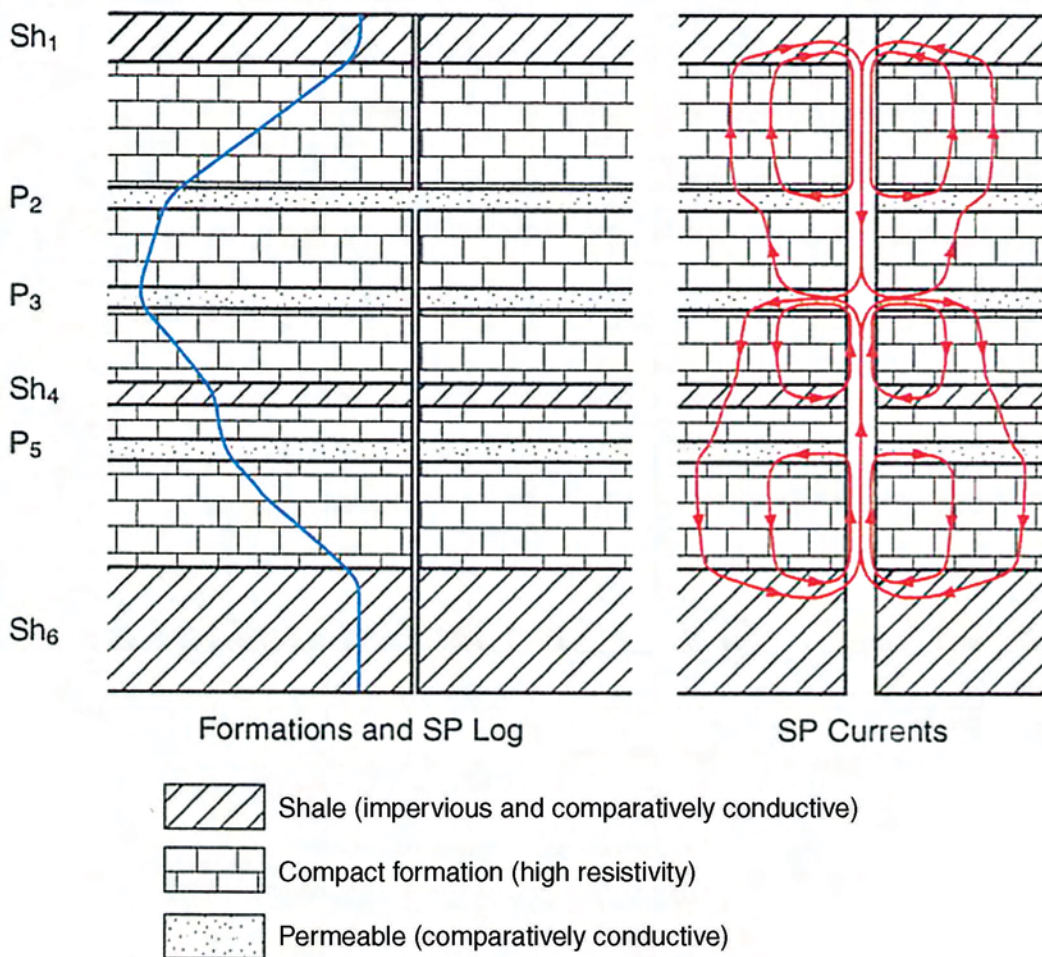 Sh₁
P₂
P₃
Sh₄
P₅
Sh₆
Formations and SP Log
SP Currents
Shale (impervious and comparatively conductive)
Compact formation (high resistivity)
Permeable (comparatively conductive)